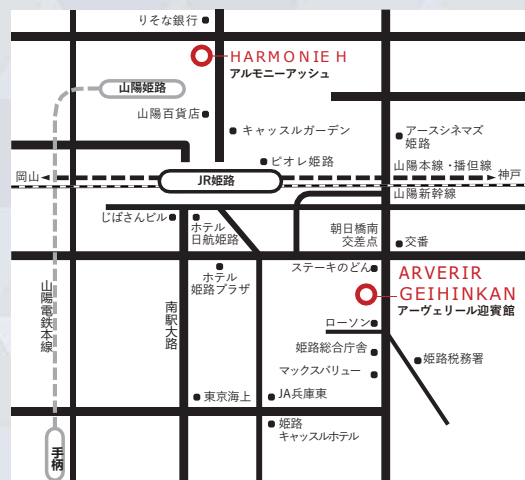 りそな銀行
HARMONIE H
アルモニーアッシュ
山陽姫路
山陽百貨店
キャッスルガーデン
アースシネマズ
姫路
ピオレ姫路
山陽本線・播但線
岡山
JR姫路
神戸
山陽新幹線
じばさんビル
ホテル
日航姫路
朝日橋南
交差点
交番
ステーキのどん
ホテル
姫路プラザ
ARVERIR
GEIHINKAN
アーヴェリール迎賓館
山陽電鉄本線
南駅大路
ローソン
姫路総合庁舎
姫路税務署
マックスバリュー
東京海上
JA兵庫東
姫路
キャッスルホテル
手柄